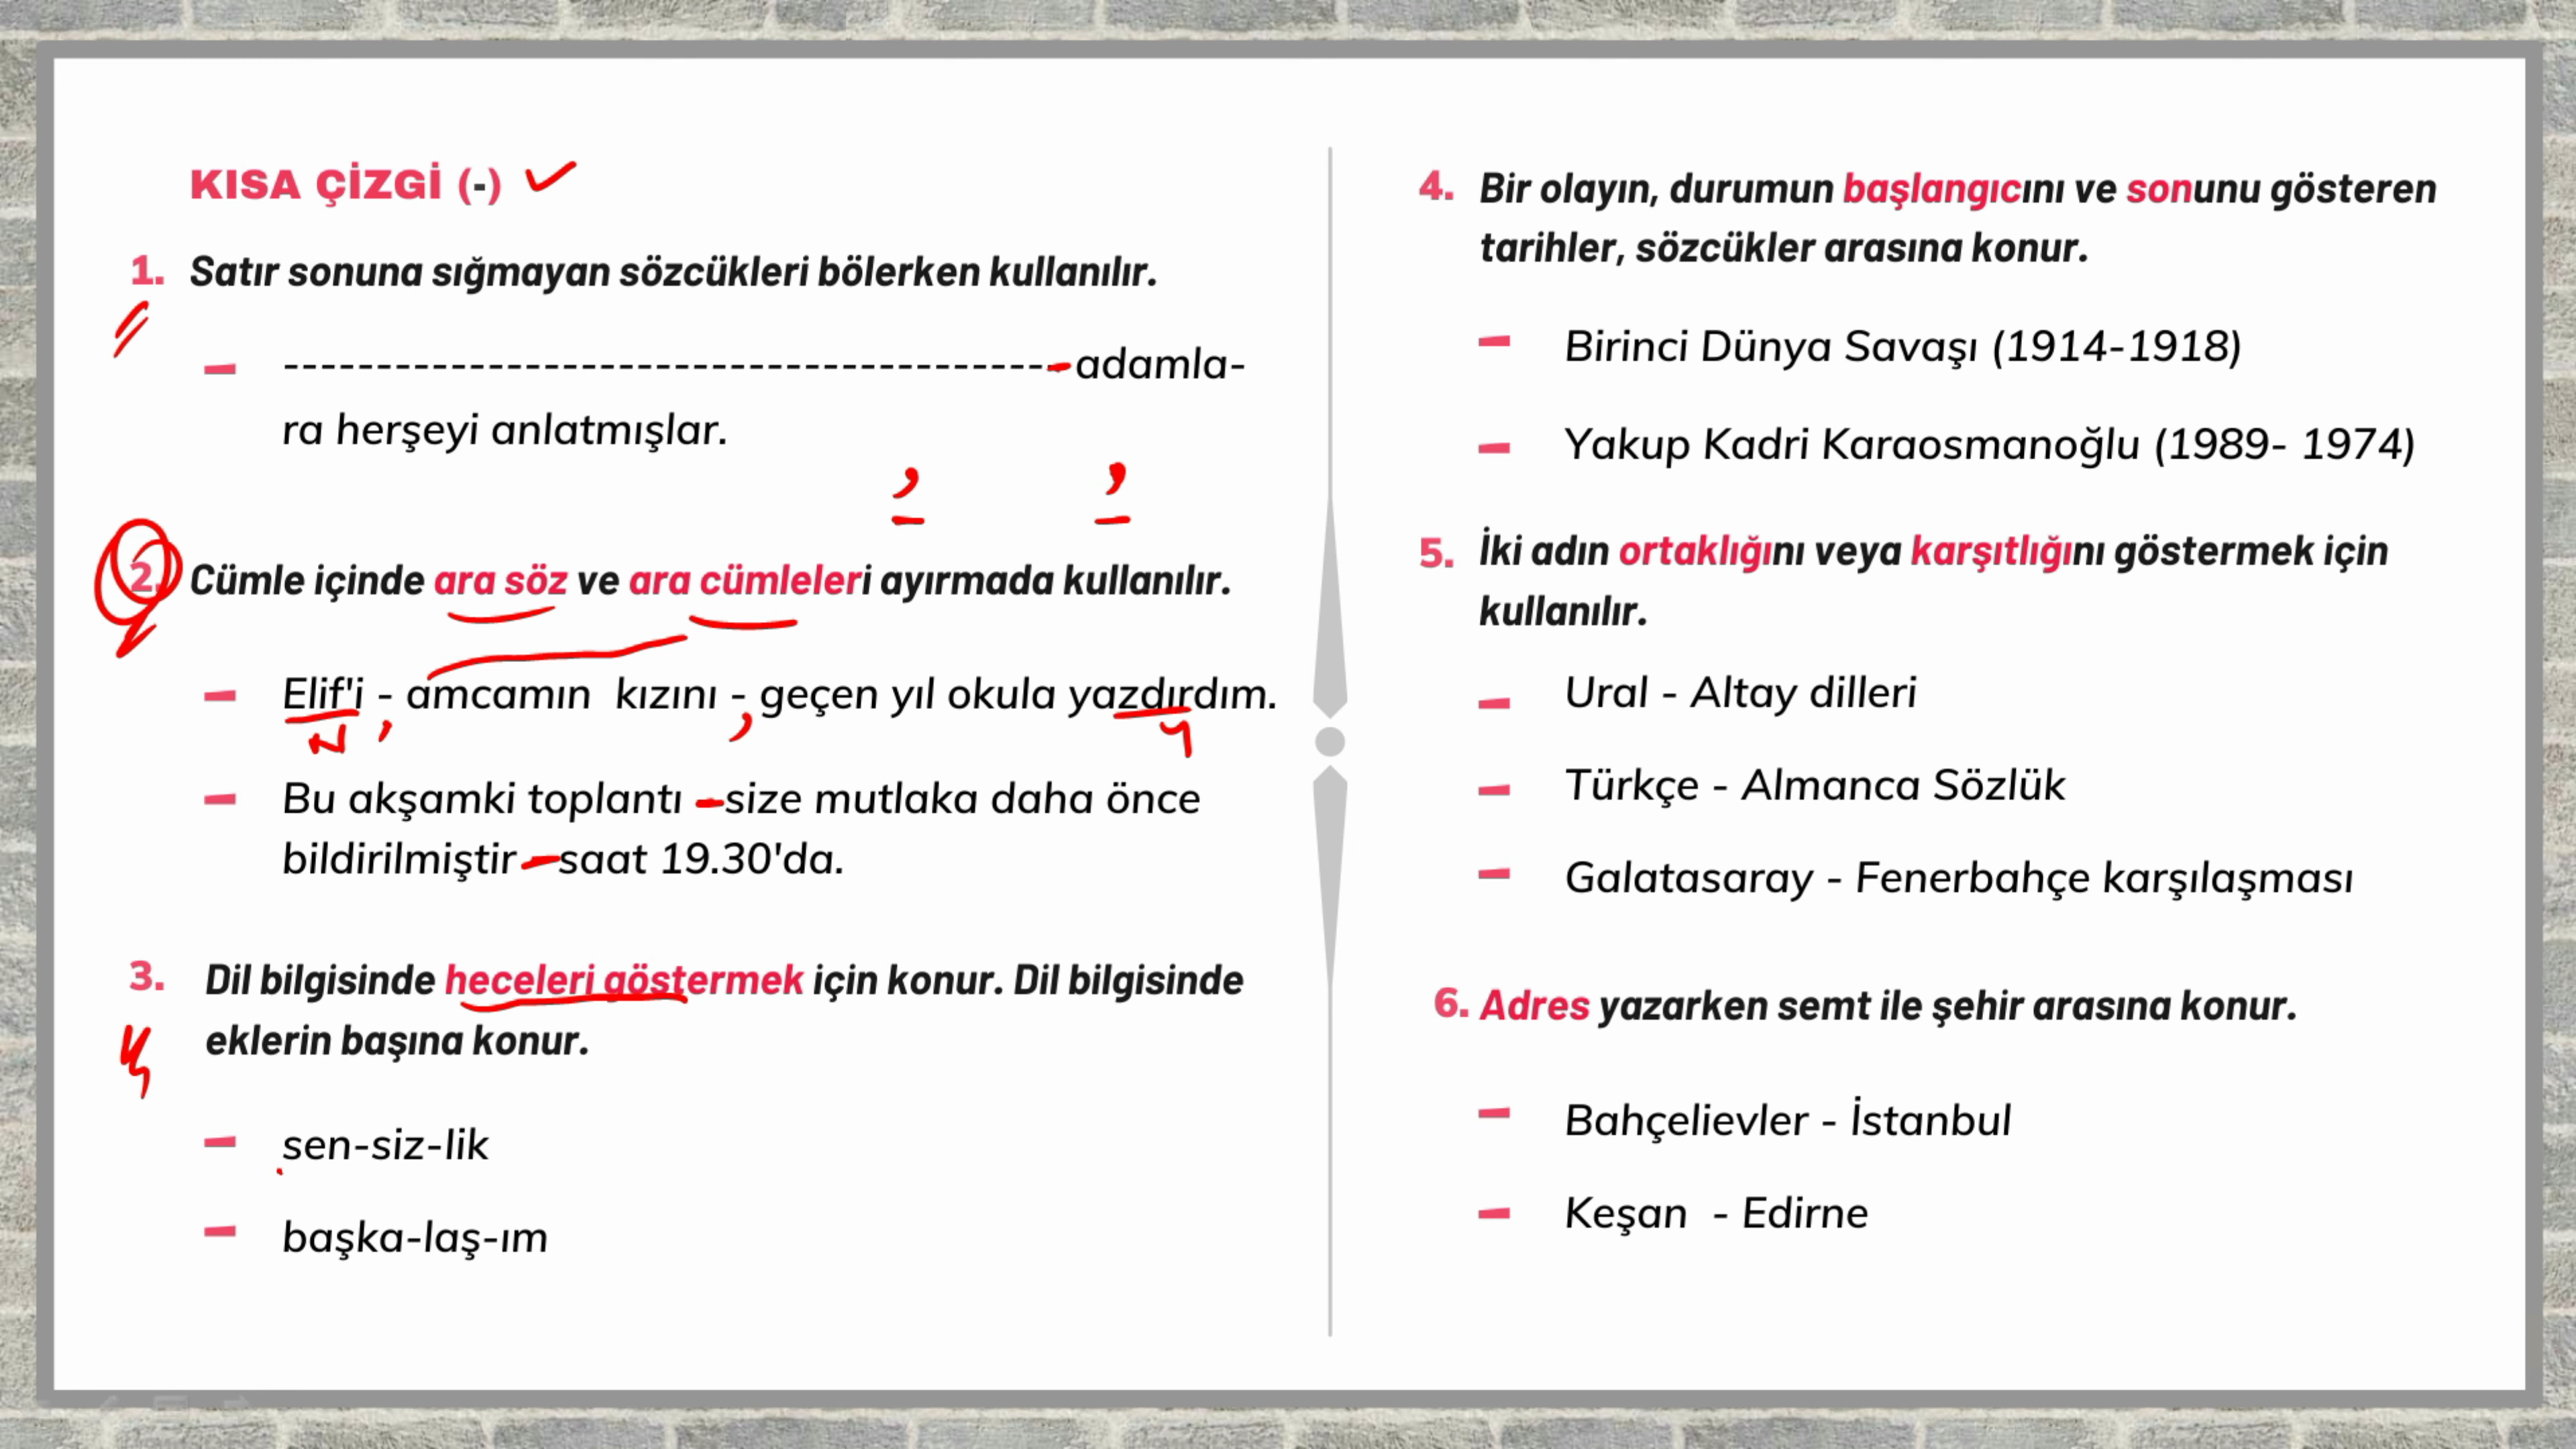 KISA ÇİZGİ (-)
1. Satır sonuna sığmayan sözcükleri bölerken kullanılır.
- ------------------------------------------- adamla-
ra herşeyi anlatmışlar.
, ,
2. Cümle içinde ara söz ve ara cümleleri ayırmada kullanılır.
- Elif'i - amcamın kızını - geçen yıl okula yazdırdım.
N , , y
- Bu akşamki toplantı -size mutlaka daha önce
bildirilmiştir -saat 19.30'da.
3. Dil bilgisinde heceleri göstermek için konur. Dil bilgisinde
eklerin başına konur.
- sen-siz-lik
- başka-laş-ım
4. Bir olayın, durumun başlangıcını ve sonunu gösteren
tarihler, sözcükler arasına konur.
- Birinci Dünya Savaşı (1914-1918)
- Yakup Kadri Karaosmanoğlu (1989- 1974)
5. İki adın ortaklığını veya karşıtlığını göstermek için
kullanılır.
- Ural - Altay dilleri
- Türkçe - Almanca Sözlük
- Galatasaray - Fenerbahçe karşılaşması
6. Adres yazarken semt ile şehir arasına konur.
- Bahçelievler - İstanbul
- Keşan - Edirne